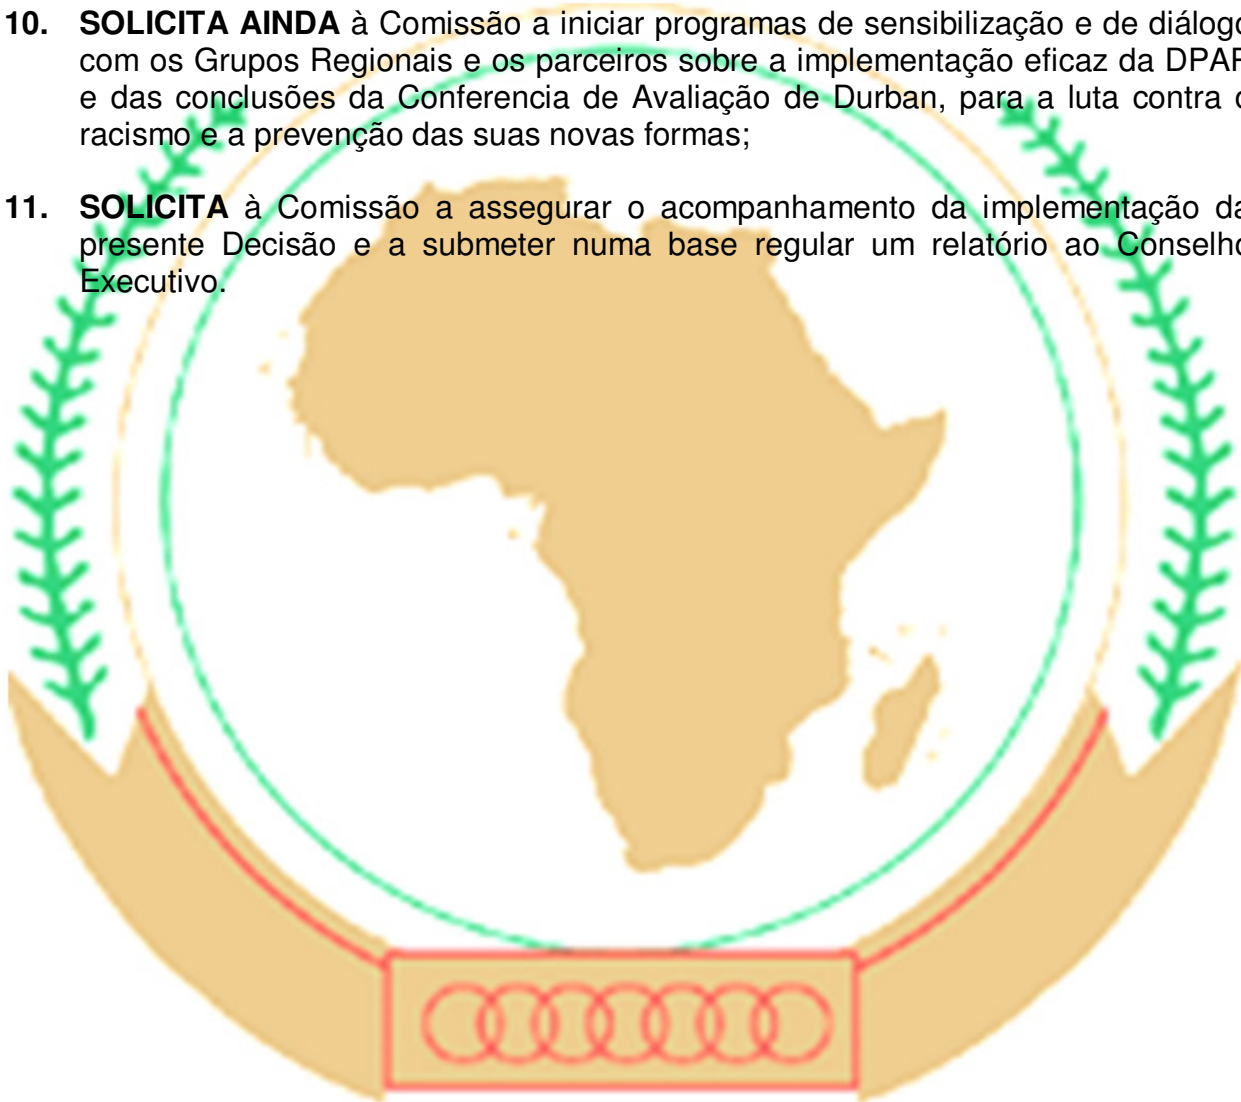 10. SOLICITA AINDA à Comissão a iniciar programas de sensibilização e de diálogo
com os Grupos Regionais e os parceiros sobre a implementação eficaz da DPAP
e das conclusões da Conferencia de Avaliação de Durban, para a luta contra o
racismo e a prevenção das suas novas formas;
11. SOLICITA à Comissão a assegurar o acompanhamento da implementação da
presente Decisão e a submeter numa base regular um relatório ao Conselho
Executivo.